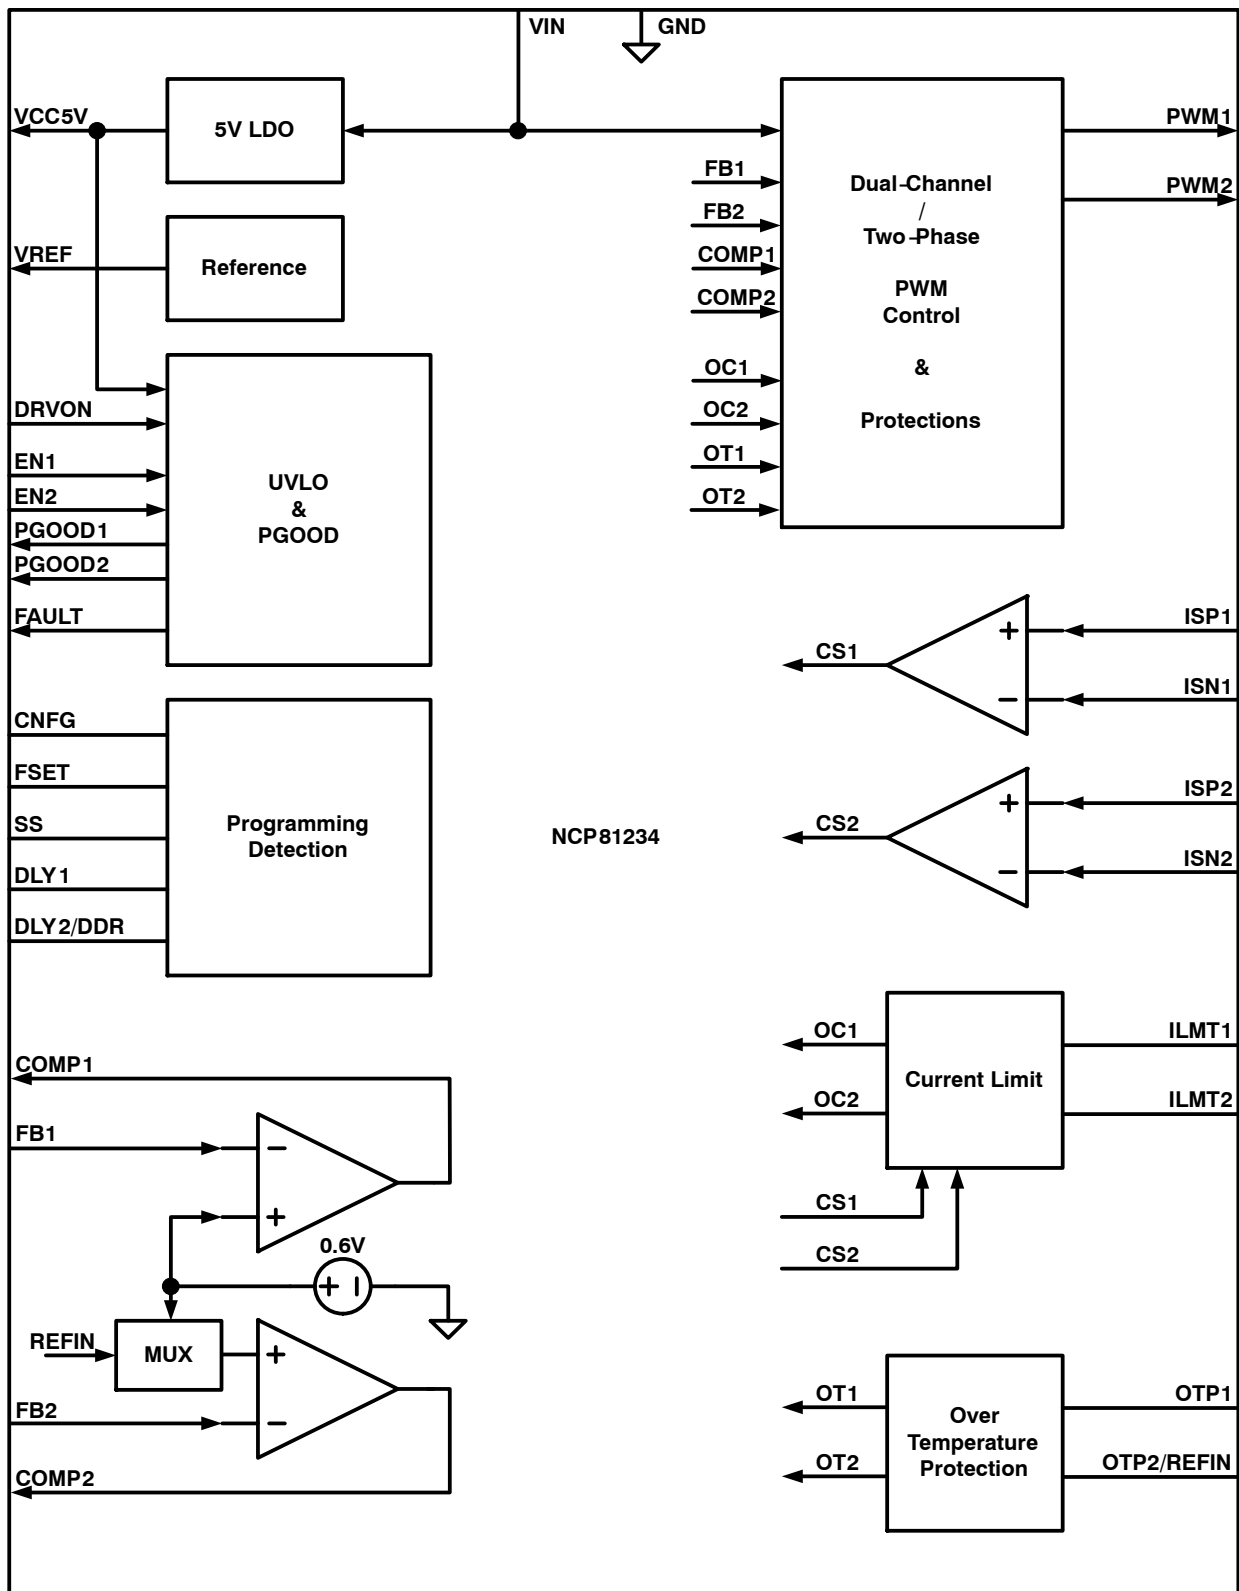 VIN
GND
VCC5V
5V LDO
PWM1
FB1
Dual-Channel
/
Two-Phase
PWM
Control
&
Protections
PWM2
FB2
VREF
Reference
COMP1
COMP2
OC1
OC2
OT1
OT2
DRVON
EN1
EN2
PGOOD1
PGOOD2
FAULT
UVLO
&
PGOOD
CS1
+
−
ISP1
ISN1
CNFG
FSET
SS
DLY1
DLY2/DDR
Programming
Detection
NCP81234
CS2
+
−
ISP2
ISN2
OC1
OC2
Current Limit
ILMT1
ILMT2
CS1
CS2
COMP1
FB1
−
+
0.6V
+ −
REFIN
MUX
+
−
FB2
COMP2
OT1
OT2
Over
Temperature
Protection
OTP1
OTP2/REFIN